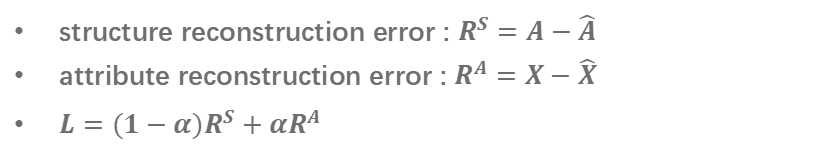 • structure reconstruction error : R^S = A − Â
• attribute reconstruction error : R^A = X − X̂
• L = (1 − α)R^S + αR^A